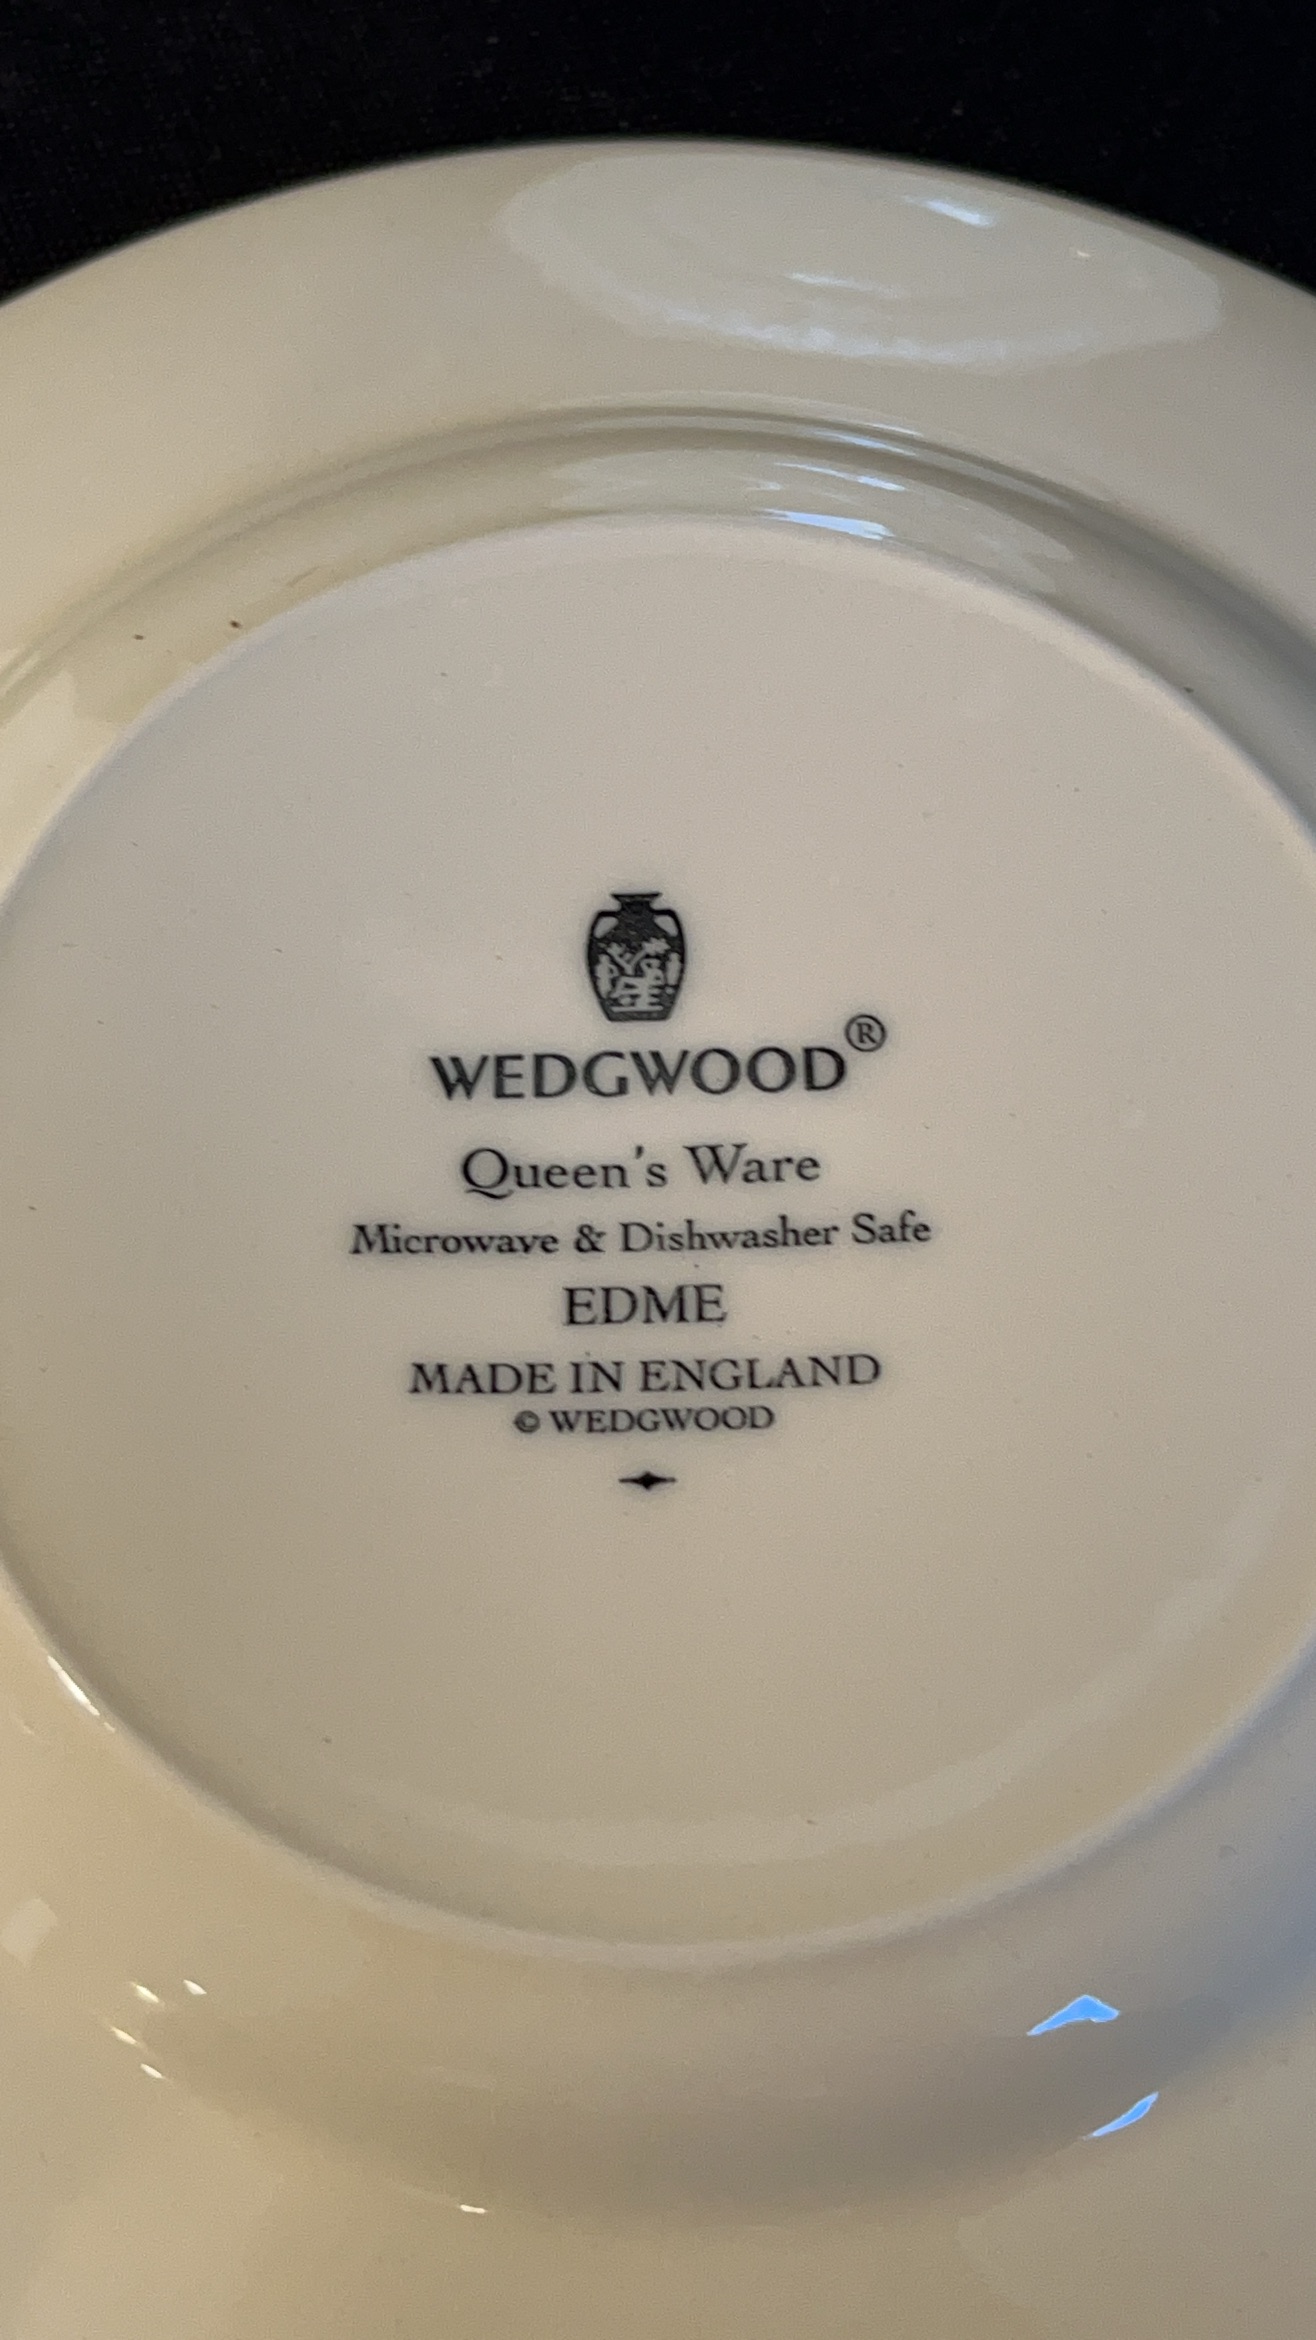 WEDGWOOD®
Queen's Ware
Microwave & Dishwasher Safe
EDME
MADE IN ENGLAND
© WEDGWOOD